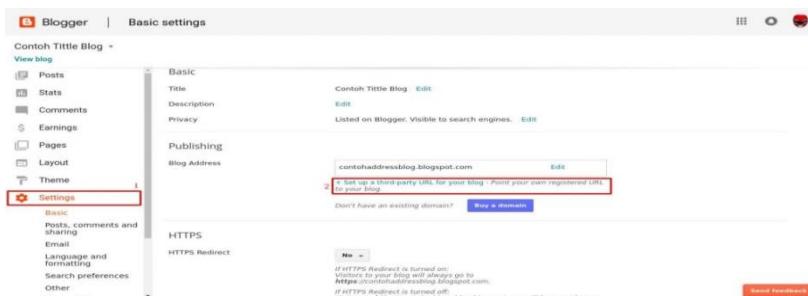 Blogger | Basic settings
Contoh Tittle Blog
View blog
Posts
Stats
Comments
Earnings
Pages
Layout
Theme
1
Settings
Basic
Posts, comments and sharing
Email
Language and formatting
Search preferences
Other
Basic
Title Contoh Tittle Blog Edit
Description Edit
Privacy Listed on Blogger. Visible to search engines. Edit
Publishing
Blog Address contohaddressblog.blogspot.com Edit
2 + Set up a third-party URL for your blog - Point your own registered URL
to your blog.
Don't have an existing domain? Buy a domain
HTTPS
HTTPS Redirect No
If HTTPS Redirect is turned on:
Visitors to your blog will always go to
https://contohaddressblog.blogspot.com.
If HTTPS Redirect is turned off:
Send feedback